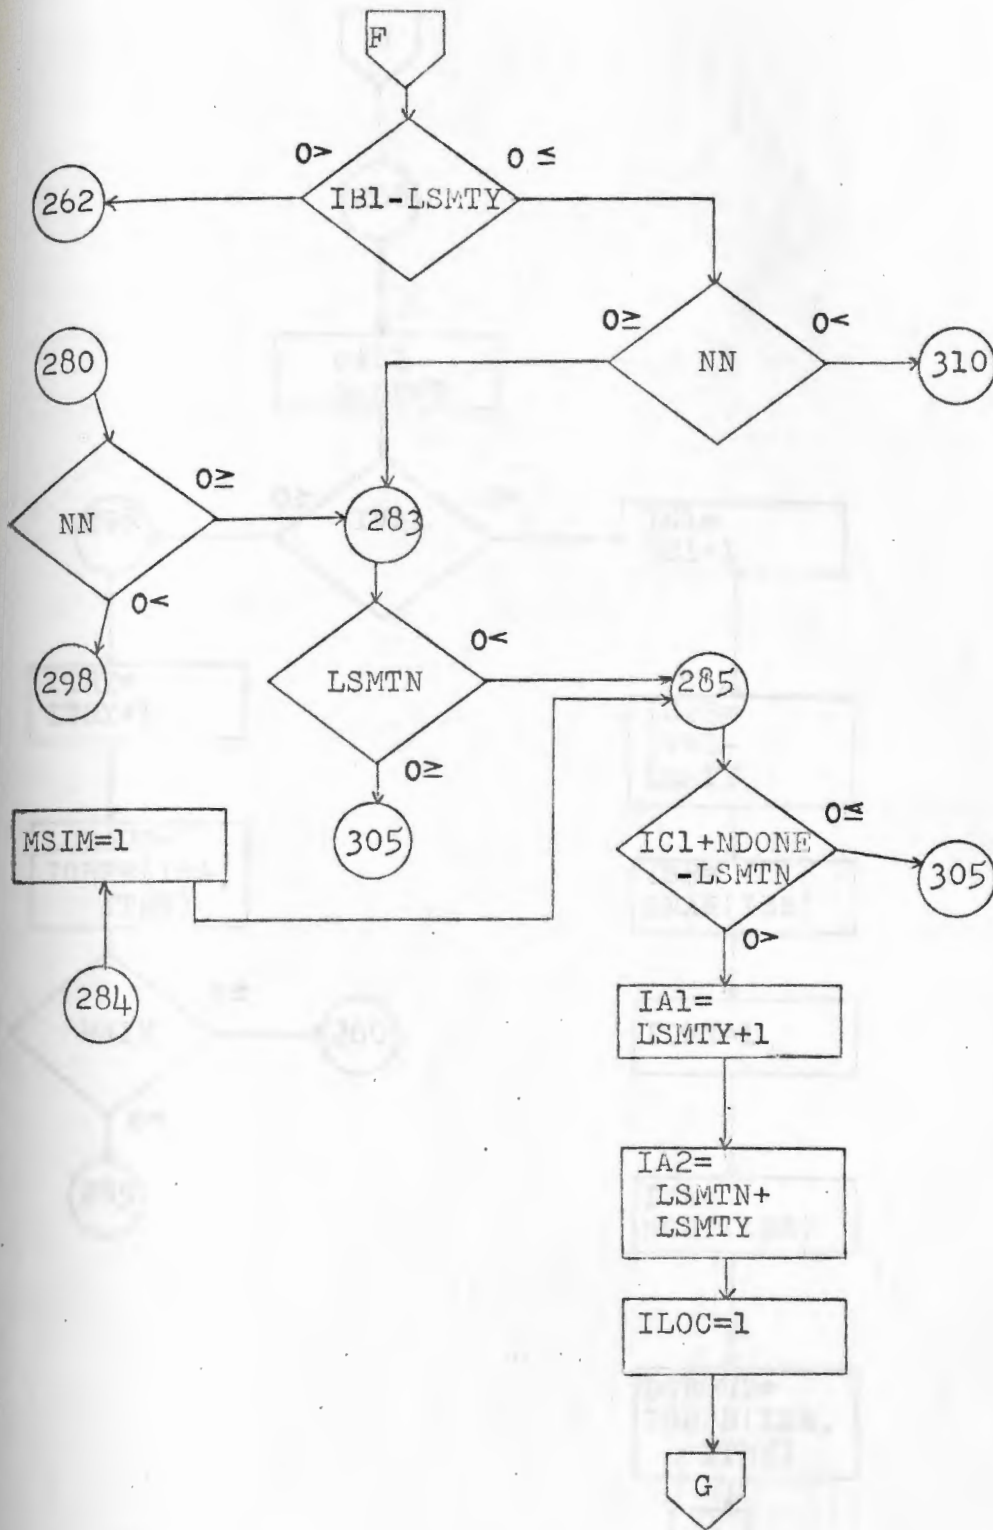 F
0> 0 ≤
IB1-LSMTY
262
0≥ 0<
NN
310
280
0≥
NN
283
0<
0<
298
LSMTN
285
0≥
MSIM=1
305
0≤
IC1+NDONE
-LSMTN
305
0>
284
IA1=
LSMTY+1
IA2=
LSMTN+
LSMTY
ILOC=1
G